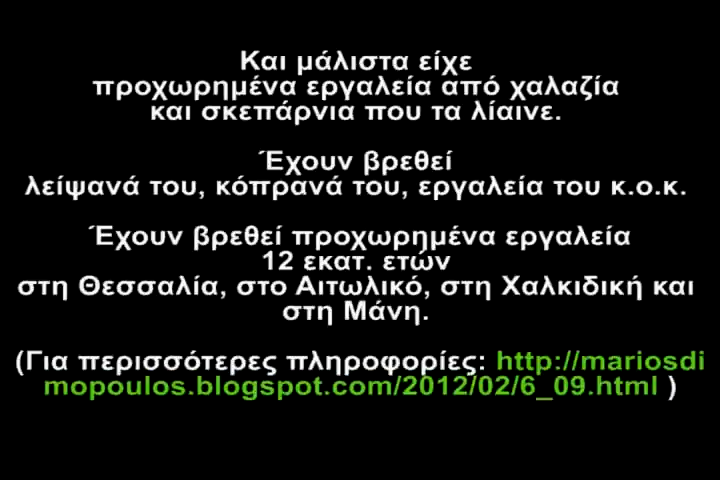 Και μάλιστα είχε
προχωρημένα εργαλεία από χαλαζία
και σκεπάρνια που τα λίαινε.
Έχουν βρεθεί
λείψανά του, κόπρανά του, εργαλεία του κ.ο.κ.
Έχουν βρεθεί προχωρημένα εργαλεία
12 εκατ. ετών
στη Θεσσαλία, στο Αιτωλικό, στη Χαλκιδική και
στη Μάνη.
(Για περισσότερες πληροφορίες: http://mariosdi
mopoulos.blogspot.com/2012/02/6_09.html )